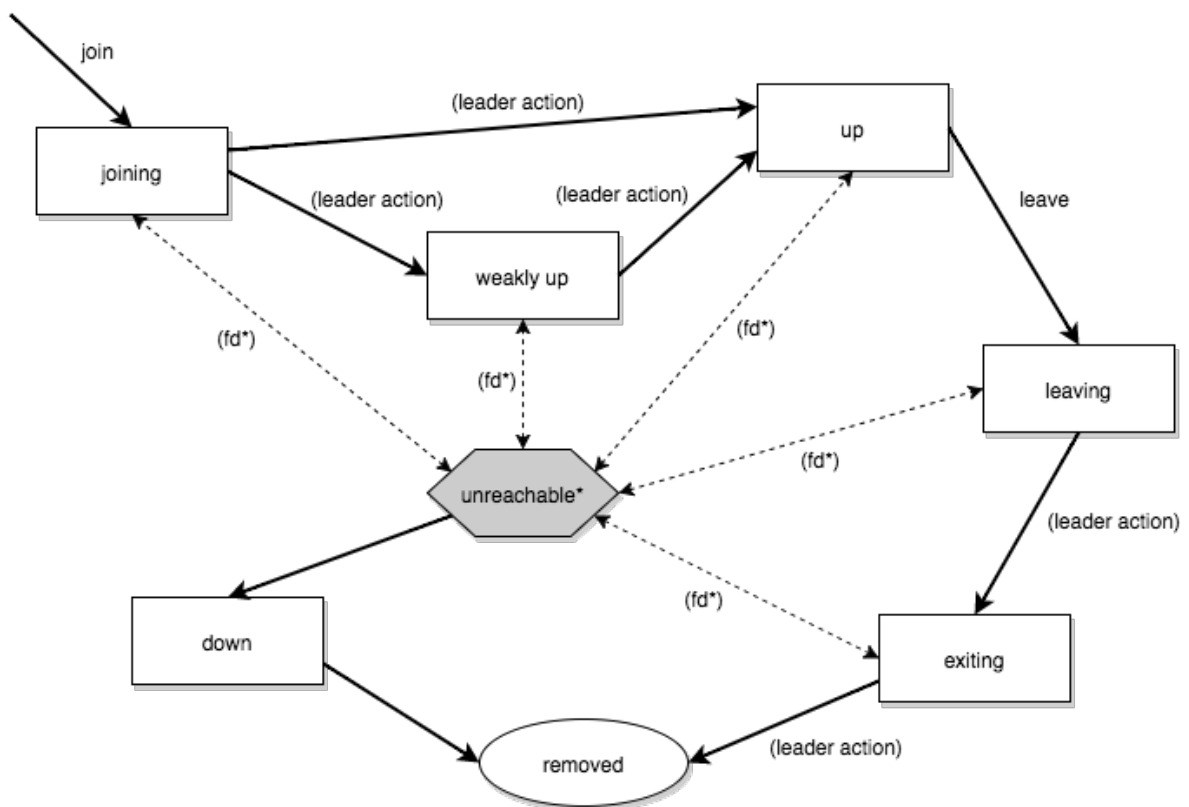 join
(leader action)
up
joining
(leader action)
(leader action)
leave
weakly up
(fd*)
(fd*)
(fd*)
leaving
(fd*)
unreachable*
(leader action)
(fd*)
down
exiting
(leader action)
removed